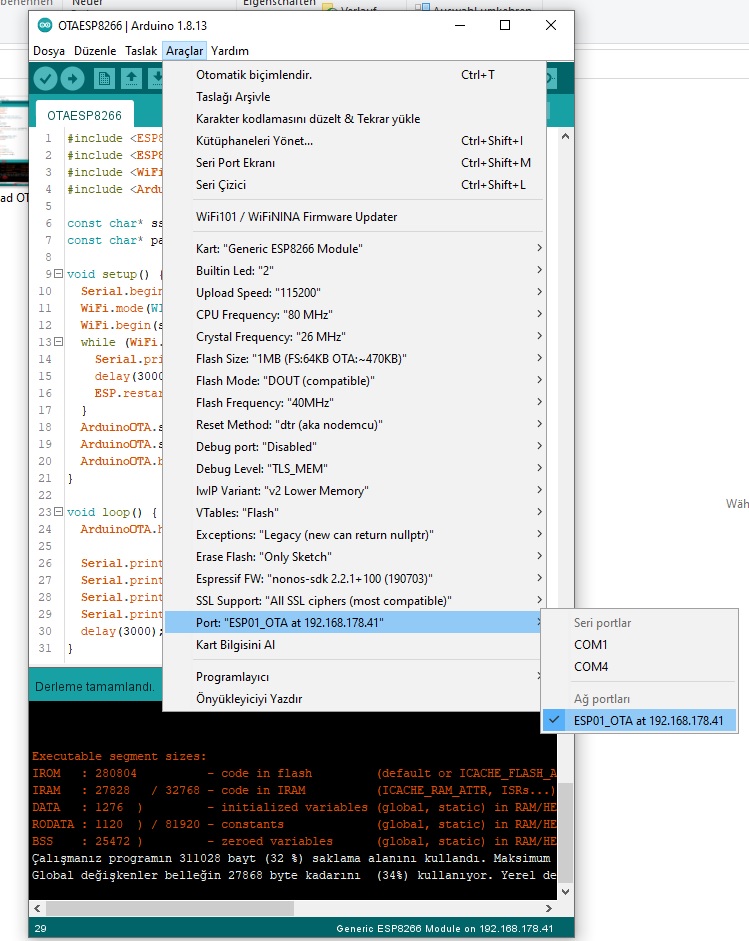 Neuer
Eigenschaften
Verlauf
Auswahl umkehren
OTAESP8266 | Arduino 1.8.13
Dosya Düzenle Taslak Araçlar Yardım
Otomatik biçimlendir. Ctrl+T
Taslağı Arşivle
Karakter kodlamasını düzelt & Tekrar yükle
Kütüphaneleri Yönet... Ctrl+Shift+I
Seri Port Ekranı Ctrl+Shift+M
Seri Çizici Ctrl+Shift+L
WiFi101 / WiFiNINA Firmware Updater
Kart: "Generic ESP8266 Module"
Builtin Led: "2"
Upload Speed: "115200"
CPU Frequency: "80 MHz"
Crystal Frequency: "26 MHz"
Flash Size: "1MB (FS:64KB OTA:~470KB)"
Flash Mode: "DOUT (compatible)"
Flash Frequency: "40MHz"
Reset Method: "dtr (aka nodemcu)"
Debug port: "Disabled"
Debug Level: "TLS_MEM"
lwIP Variant: "v2 Lower Memory"
VTables: "Flash"
Exceptions: "Legacy (new can return nullptr)"
Erase Flash: "Only Sketch"
Espressif FW: "nonos-sdk 2.2.1+100 (190703)"
SSL Support: "All SSL ciphers (most compatible)"
Port: "ESP01_OTA at 192.168.178.41"
Kart Bilgisini Al
Programlayıcı
Önyükleyiciyi Yazdır
Seri portlar
COM1
COM4
Ağ portları
ESP01_OTA at 192.168.178.41
OTAESP8266
1 #include <ESP8
2 #include <ESP8
3 #include <WiF
4 #include <Ard
5
6 const char* ss
7 const char* pa
8
9 void setup() {
10 Serial.begin
11 WiFi.mode(WI
12 WiFi.begin(s
13 while (WiFi.
14 Serial.pri
15 delay(3000
16 ESP.restar
17 }
18 ArduinoOTA.s
19 ArduinoOTA.s
20 ArduinoOTA.b
21 }
22
23 void loop() {
24 ArduinoOTA.h
25
26 Serial.print
27 Serial.print
28 Serial.print
29 Serial.print
30 delay(3000);
31 }
ad OT
Wäh
Derleme tamamlandı.
Executable segment sizes:
IROM : 280804 - code in flash (default or ICACHE_FLASH_A
IRAM : 27828 / 32768 - code in IRAM (ICACHE_RAM_ATTR, ISRs...)
DATA : 1276 ) - initialized variables (global, static) in RAM/HE
RODATA : 1120 ) / 81920 - constants (global, static) in RAM/HE
BSS : 25472 ) - zeroed variables (global, static) in RAM/HE
Çalışmanız programın 311028 bayt (32 %) saklama alanını kullandı. Maksimum
Global değişkenler belleğin 27868 byte kadarını (34%) kullanıyor. Yerel de
29 Generic ESP8266 Module on 192.168.178.41